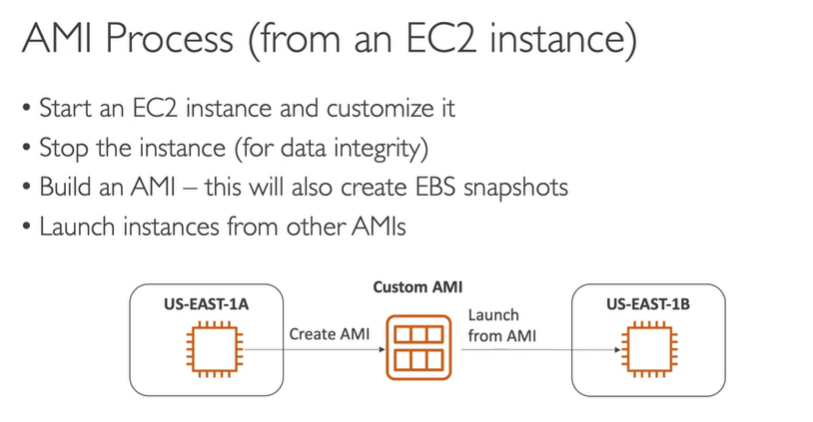 AMI Process (from an EC2 instance)
• Start an EC2 instance and customize it
• Stop the instance (for data integrity)
• Build an AMI – this will also create EBS snapshots
• Launch instances from other AMIs
US-EAST-1A
Create AMI
Custom AMI
Launch
from AMI
US-EAST-1B